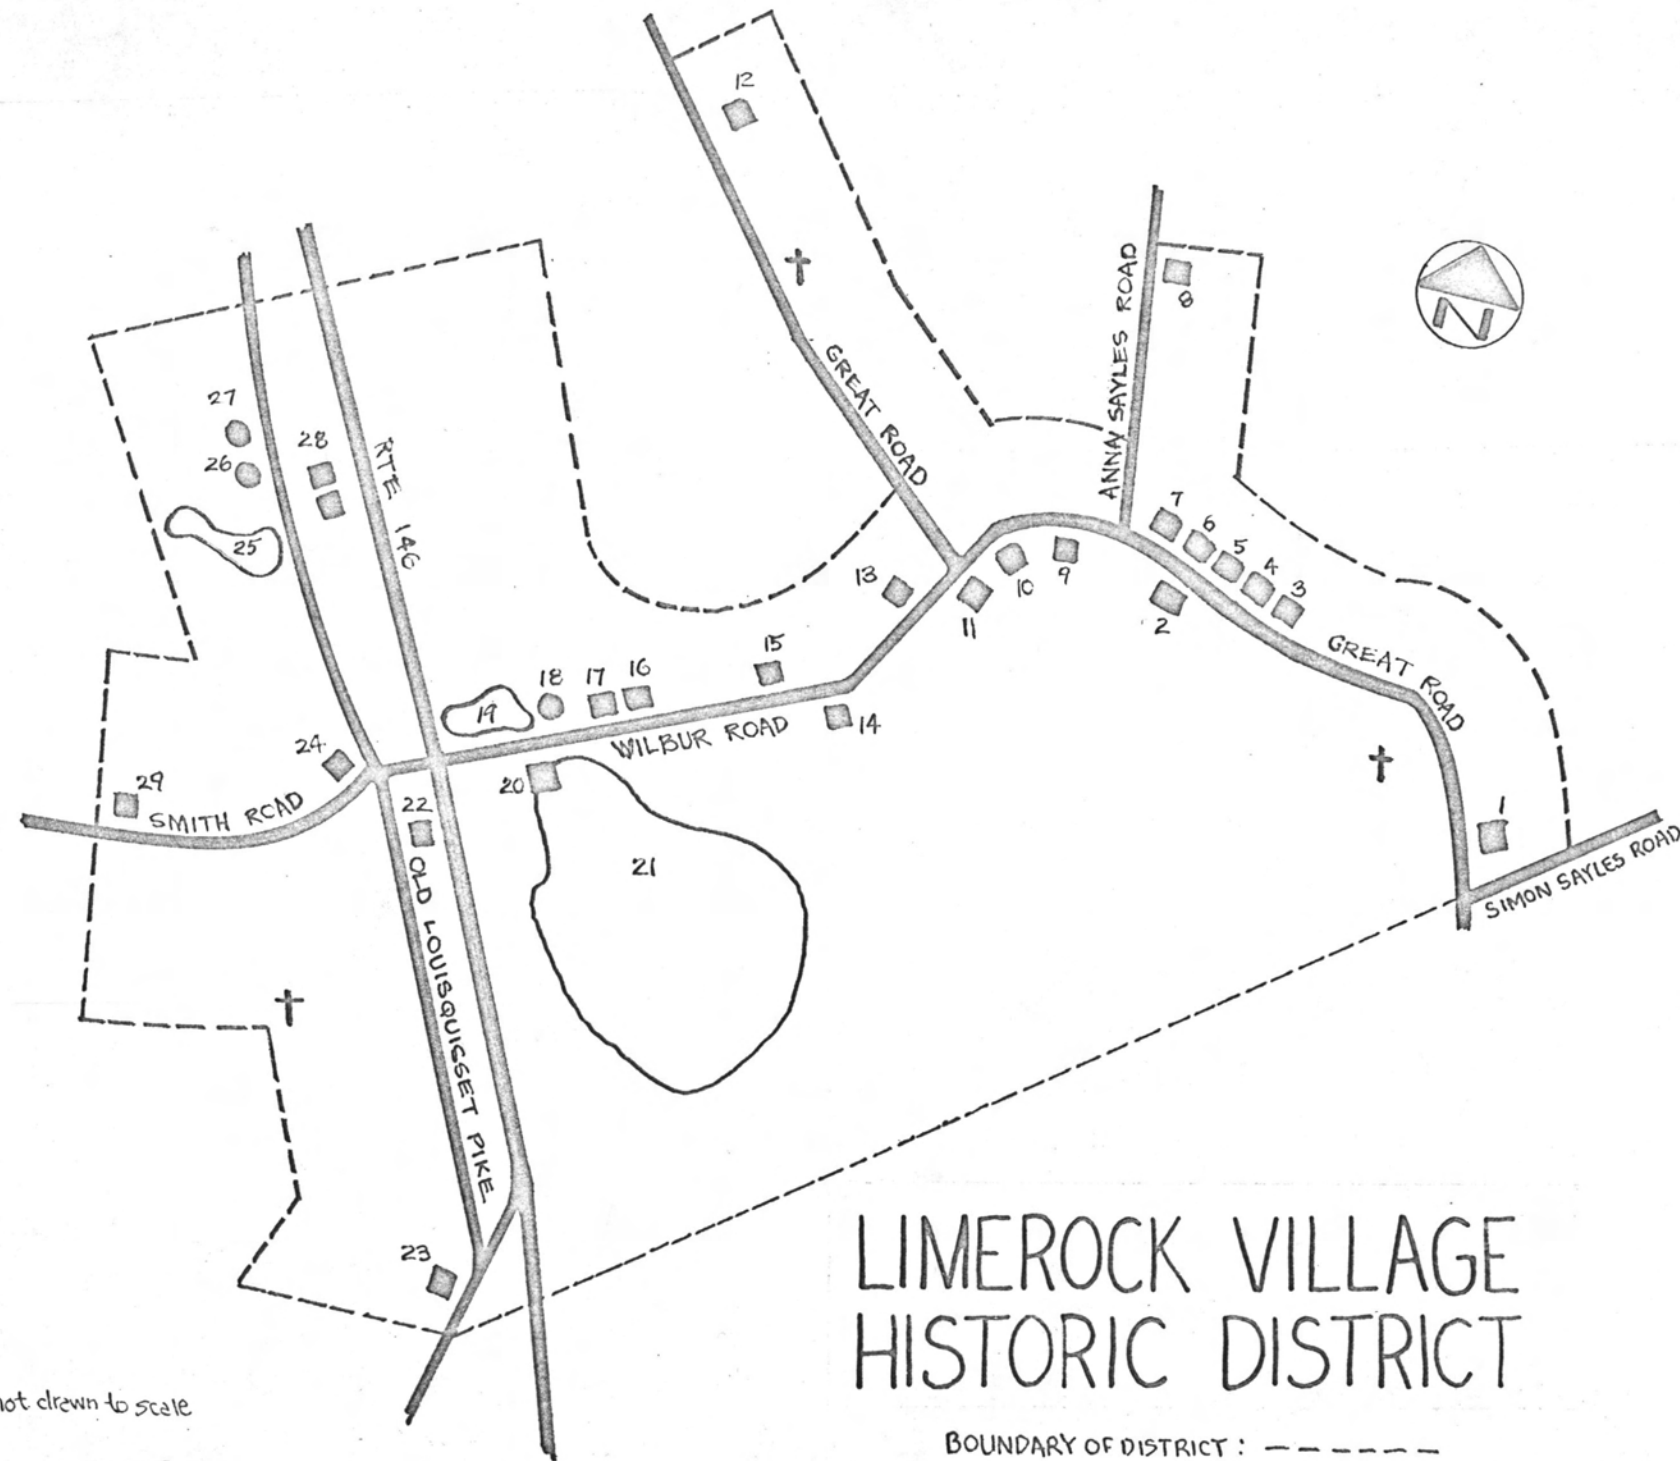 12
8
N
ANNA SAYLES ROAD
GREAT ROAD
27
28
26
RTE 146
25
7
6
5
4
3
13
10
9
11
2
GREAT ROAD
15
18
17
16
19
WILBUR ROAD
14
24
29
SMITH ROAD
20
22
21
1
SIMON SAYLES ROAD
OLD LOUISQUISSET PIKE
23
LIMEROCK VILLAGE
HISTORIC DISTRICT
not drawn to scale
BOUNDARY OF DISTRICT :